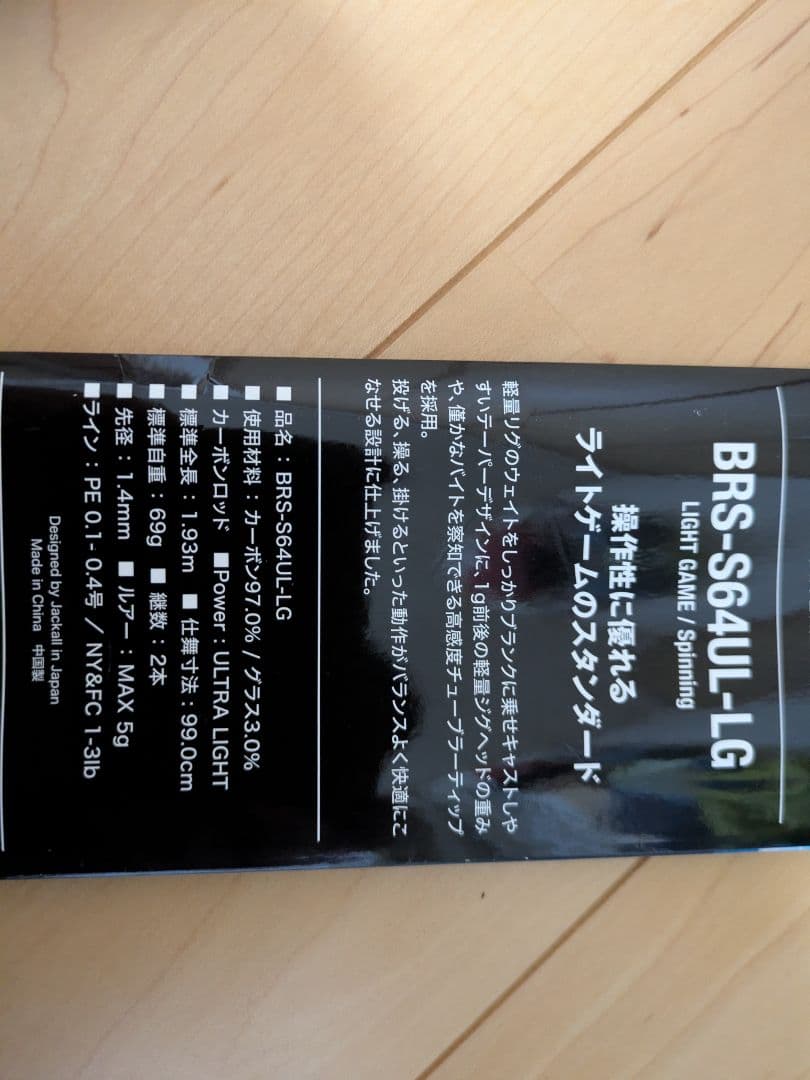 BRS-S64UL-LG
LIGHT GAME / Spinning
操作性に優れる
ライトゲームのスタンダード
軽量リグのウェイトをしっかりブランクに乗せキャストしや
すいテーパーデザインに、1g前後の軽量ジグヘッドの重み
や、僅かなバイトを察知できる高感度チューブラーティップ
を採用。
投げる、操る、掛けるといった動作がバランスよく快適にこ
なせる設計に仕上げました。
■ 品名：BRS-S64UL-LG
■ 使用材料：カーボン97.0% / グラス3.0%
■ カーボンロッド ■Power：ULTRA LIGHT
■ 標準全長：1.93m ■ 仕舞寸法：99.0cm
■ 標準自重：69g ■ 継数：2本
■ 先径：1.4mm ■ ルアー：MAX 5g
■ライン：PE 0.1- 0.4号 ／ NY&FC 1-3lb
Designed by Jackall in Japan
Made in China 中国製